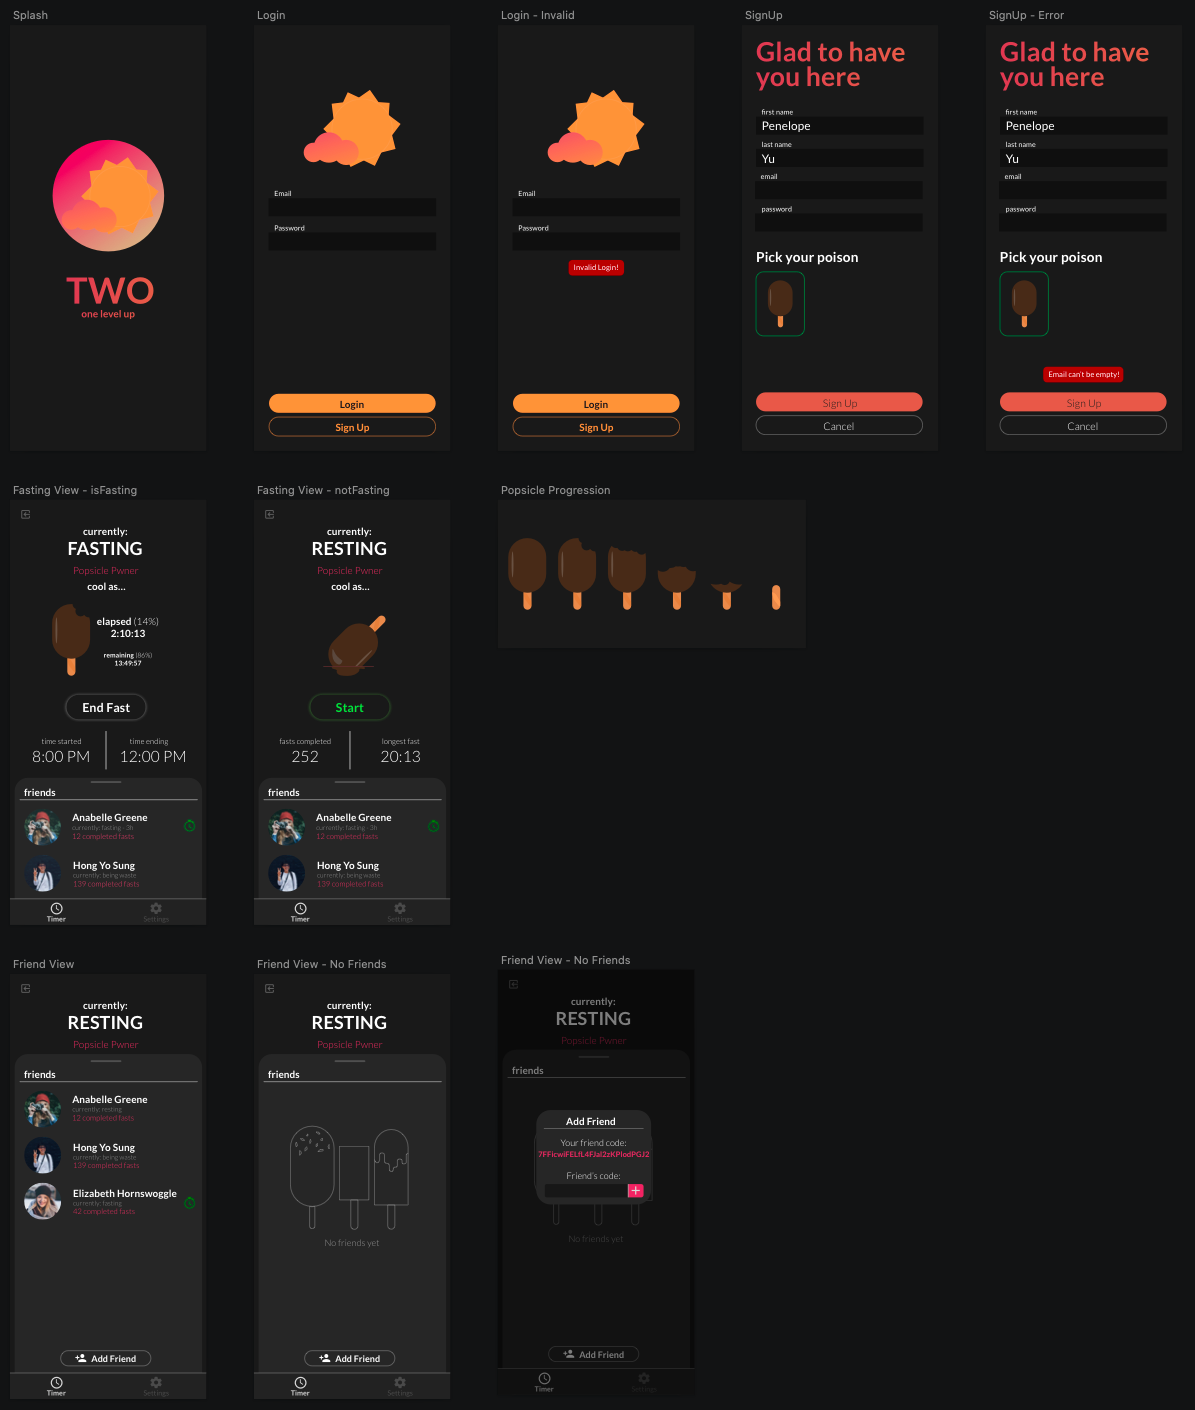 Splash
TWO
one level up
Login
Email
Password
Login
Sign Up
Login - Invalid
Email
Password
Invalid Login!
Login
Sign Up
SignUp
Glad to have
you here
first name
Penelope
last name
Yu
email
password
Pick your poison
Sign Up
Cancel
SignUp - Error
Glad to have
you here
first name
Penelope
last name
Yu
email
password
Pick your poison
Email can't be empty!
Sign Up
Cancel
Fasting View - isFasting
currently:
FASTING
Popsicle Pwner
cool as...
elapsed (14%)
2:10:13
remaining (86%)
13:49:57
End Fast
time started
8:00 PM
time ending
12:00 PM
friends
Anabelle Greene
currently: fasting - 3h
12 completed fasts
Hong Yo Sung
currently: being waste
139 completed fasts
Timer
Settings
Fasting View - notFasting
currently:
RESTING
Popsicle Pwner
cool as...
Start
fasts completed
252
longest fast
20:13
friends
Anabelle Greene
currently: fasting - 3h
12 completed fasts
Hong Yo Sung
currently: being waste
139 completed fasts
Timer
Settings
Popsicle Progression
Friend View
currently:
RESTING
Popsicle Pwner
friends
Anabelle Greene
currently: resting
12 completed fasts
Hong Yo Sung
currently: being waste
139 completed fasts
Elizabeth Hornswoggle
currently: fasting
42 completed fasts
Add Friend
Timer
Settings
Friend View - No Friends
currently:
RESTING
Popsicle Pwner
friends
No friends yet
Add Friend
Timer
Settings
Friend View - No Friends
currently:
RESTING
Popsicle Pwner
friends
Add Friend
Your friend code:
Friend's code:
No friends yet
Add Friend
Timer
Settings